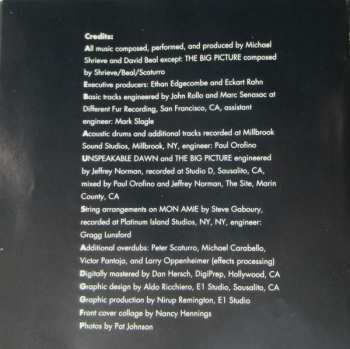 Credits:
All music composed, performed, and produced by Michael
Shrieve and David Beal except: THE BIG PICTURE composed
by Shrieve/Beal/Scaturro
Executive producers: Ethan Edgecombe and Eckart Rahn
Basic tracks engineered by John Rollo and Marc Senasac at
Different Fur Recording, San Francisco, CA, assistant
engineer: Mark Slagle
Acoustic drums and additional tracks recorded at Millbrook
Sound Studios, Millbrook, NY, engineer: Paul Orofino
UNSPEAKABLE DAWN and THE BIG PICTURE engineered
by Jeffrey Norman, recorded at Studio D, Sausalito, CA,
mixed by Paul Orofino and Jeffrey Norman, The Site, Marin
County, CA
String arrangements on MON AMIE by Steve Gaboury,
recorded at Platinum Island Studios, NY, NY, engineer:
Gragg Lunsford
Additional overdubs: Peter Scaturro, Michael Carabello,
Victor Pantoja, and Larry Oppenheimer (effects processing)
Digitally mastered by Dan Hersch, DigiPrep, Hollywood, CA
Graphic design by Aldo Ricchiero, E1 Studio, Sausalito, CA
Graphic production by Nirup Remington, E1 Studio
Front cover collage by Nancy Hennings
Photos by Pat Johnson